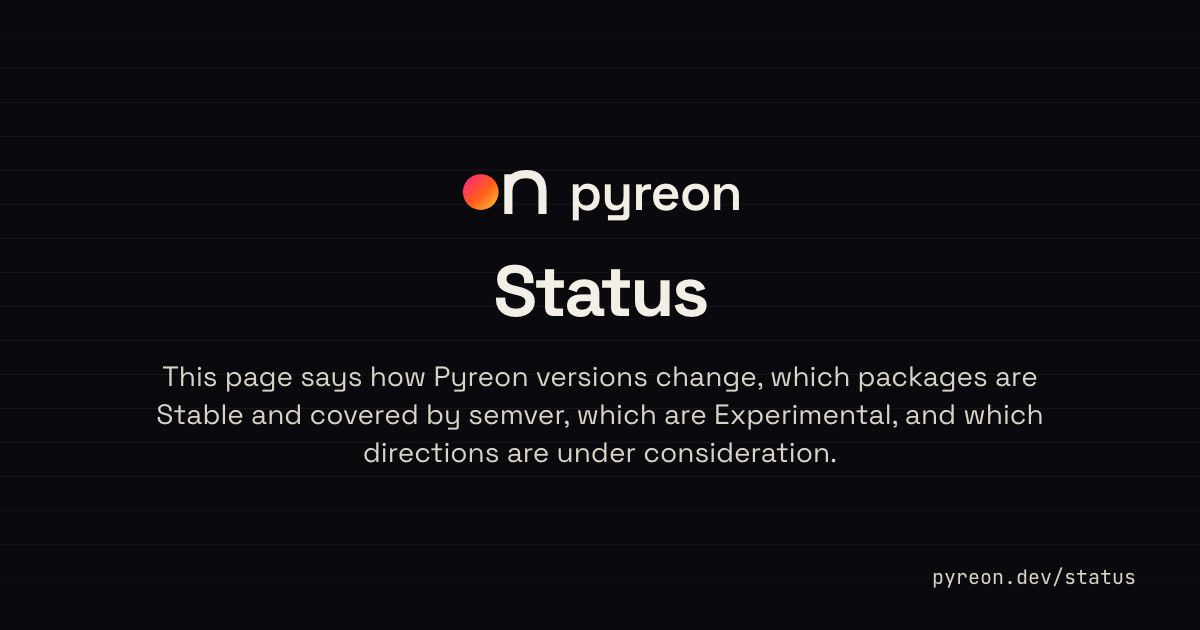 n pyreon
Status
This page says how Pyreon versions change, which packages are
Stable and covered by semver, which are Experimental, and which
directions are under consideration.
pyreon.dev/status